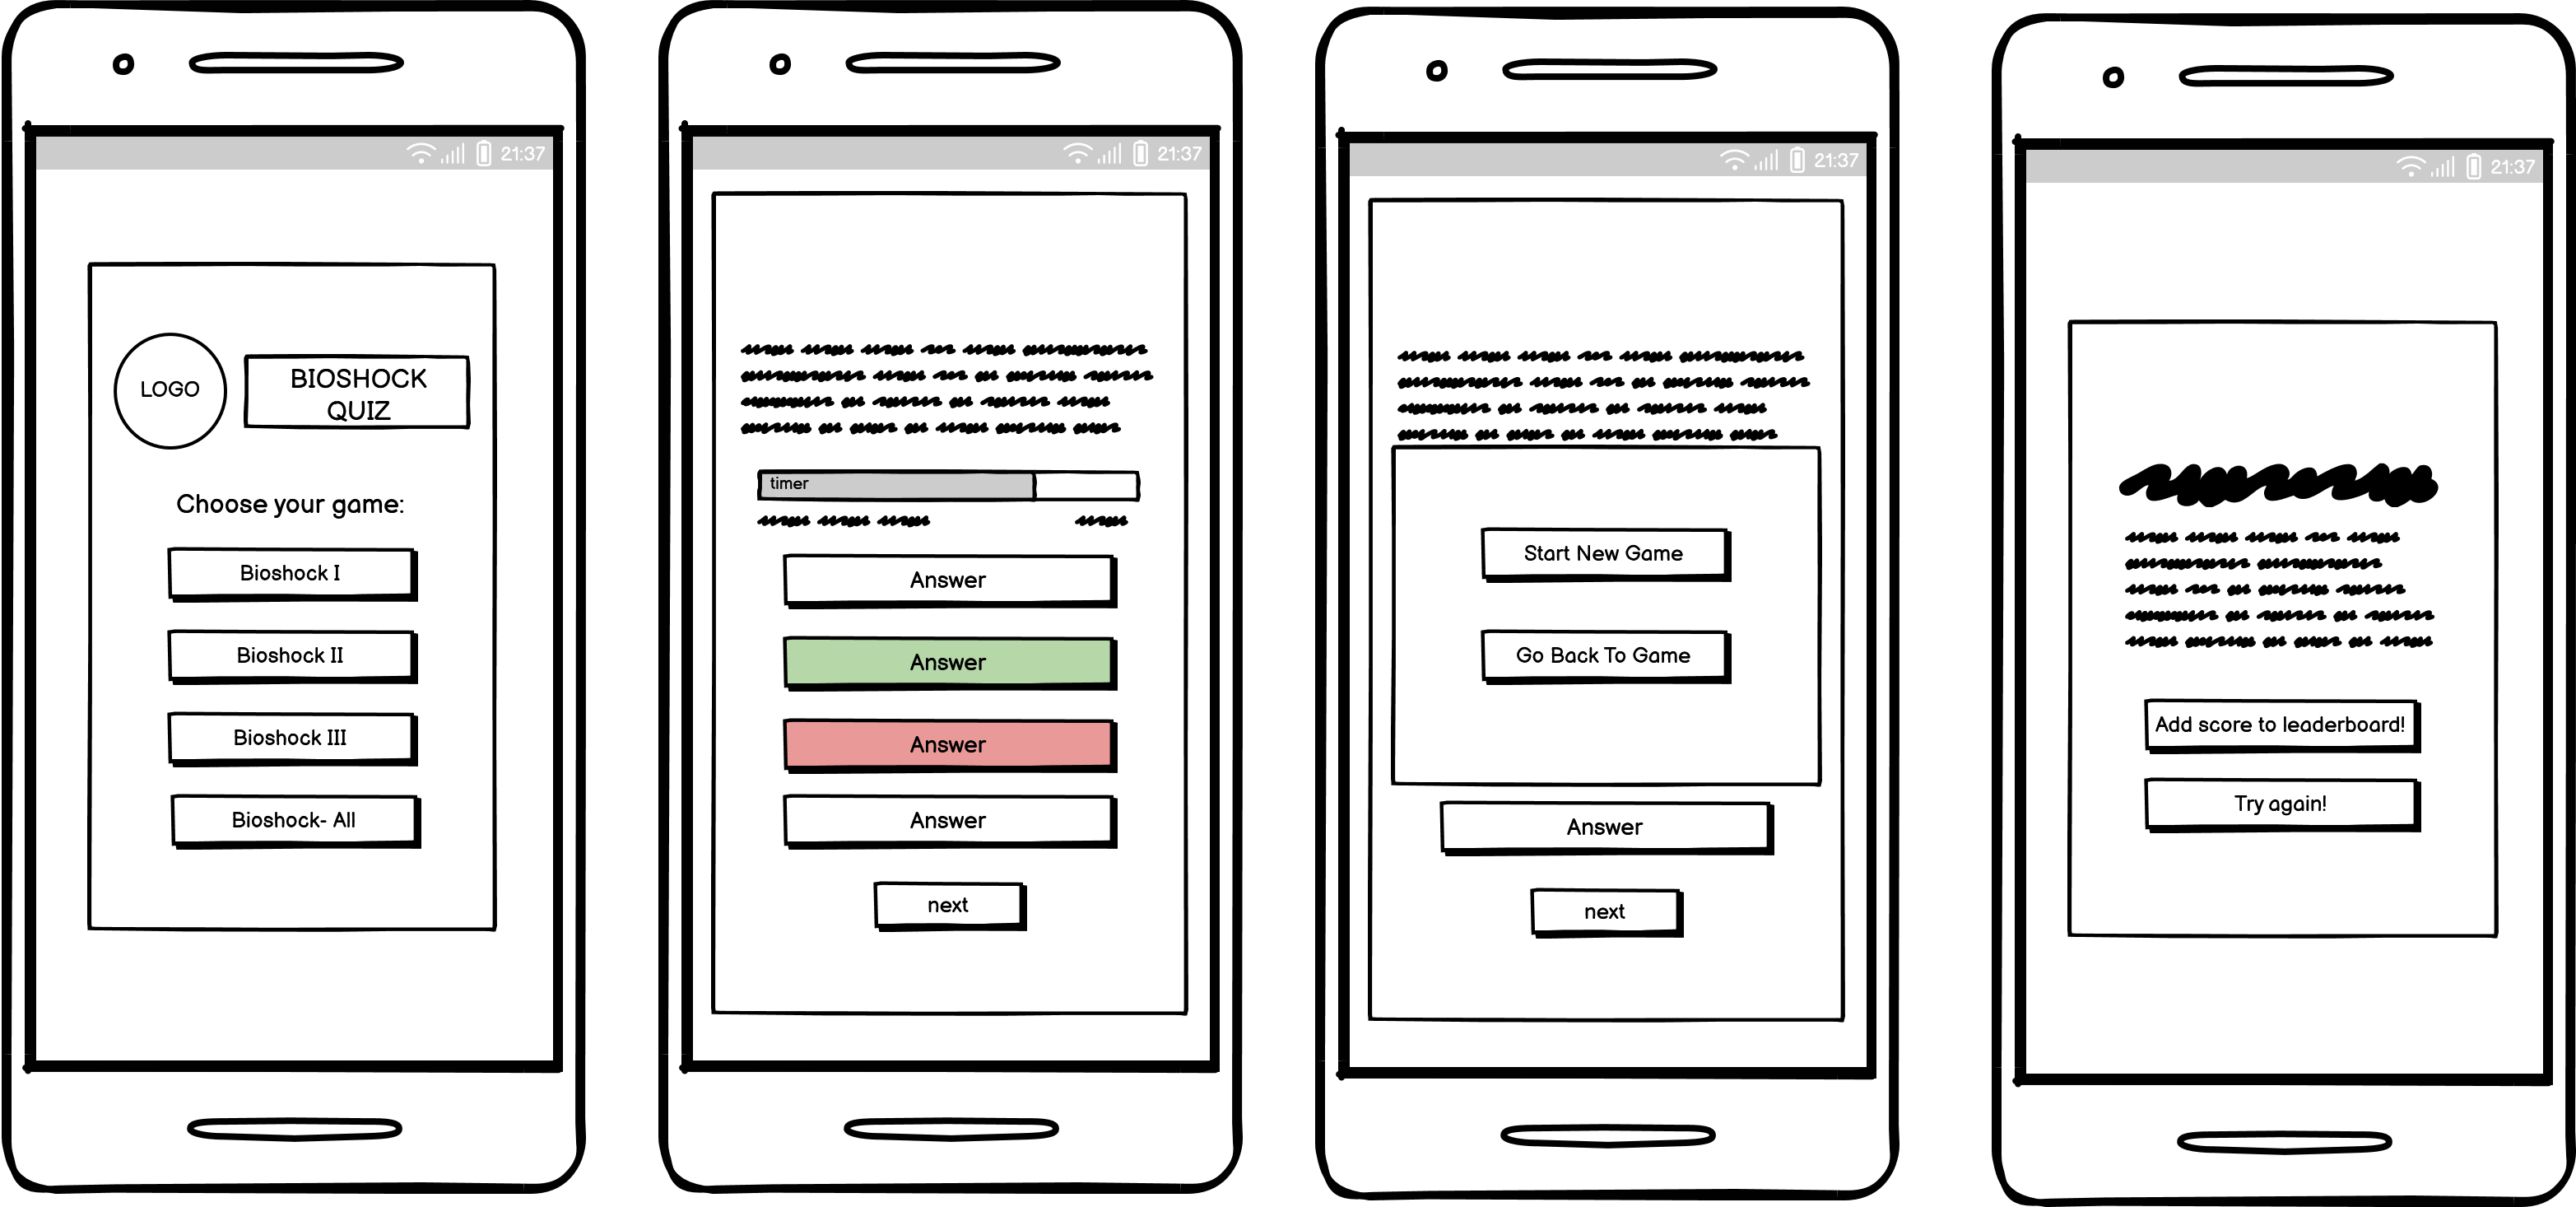 21:37
LOGO
BIOSHOCK
QUIZ
Choose your game:
Bioshock I
Bioshock II
Bioshock III
Bioshock- All
21:37
timer
Answer
Answer
Answer
Answer
next
21:37
Start New Game
Go Back To Game
Answer
next
21:37
Add score to leaderboard!
Try again!